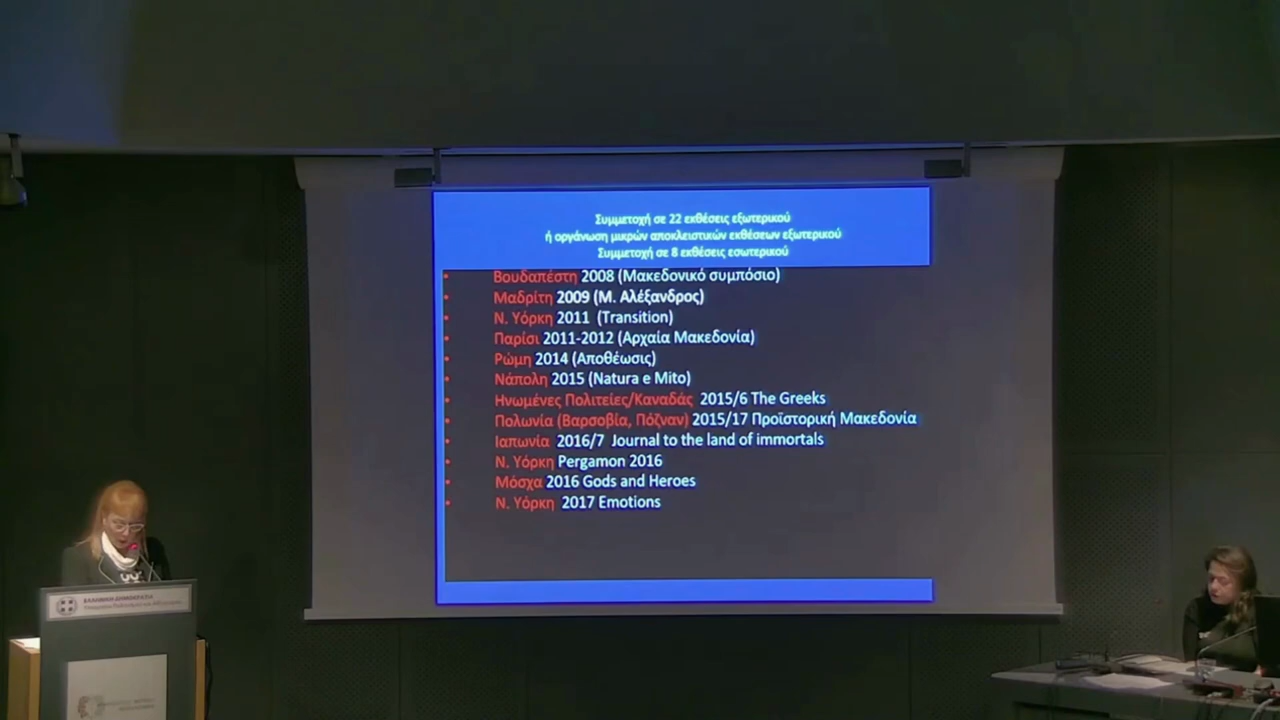 Συμμετοχή σε 22 εκθέσεις εξωτερικού
ή οργάνωση μικρών αποκλειστικών εκθέσεων εξωτερικού
Συμμετοχή σε 8 εκθέσεις εσωτερικού
• Βουδαπέστη 2008 (Μακεδονικό συμπόσιο)
• Μαδρίτη 2009 (Μ. Αλέξανδρος)
• Ν. Υόρκη 2011 (Transition)
• Παρίσι 2011-2012 (Αρχαία Μακεδονία)
• Ρώμη 2014 (Αποθέωσις)
• Νάπολη 2015 (Natura e Mito)
• Ηνωμένες Πολιτείες/Καναδάς 2015/6 The Greeks
• Πολωνία (Βαρσοβία, Πόζναν) 2015/17 Προϊστορική Μακεδονία
• Ιαπωνία 2016/7 Journal to the land of immortals
• Ν. Υόρκη Pergamon 2016
• Μόσχα 2016 Gods and Heroes
• Ν. Υόρκη 2017 Emotions
ΕΛΛΗΝΙΚΗ ΔΗΜΟΚΡΑΤΙΑ